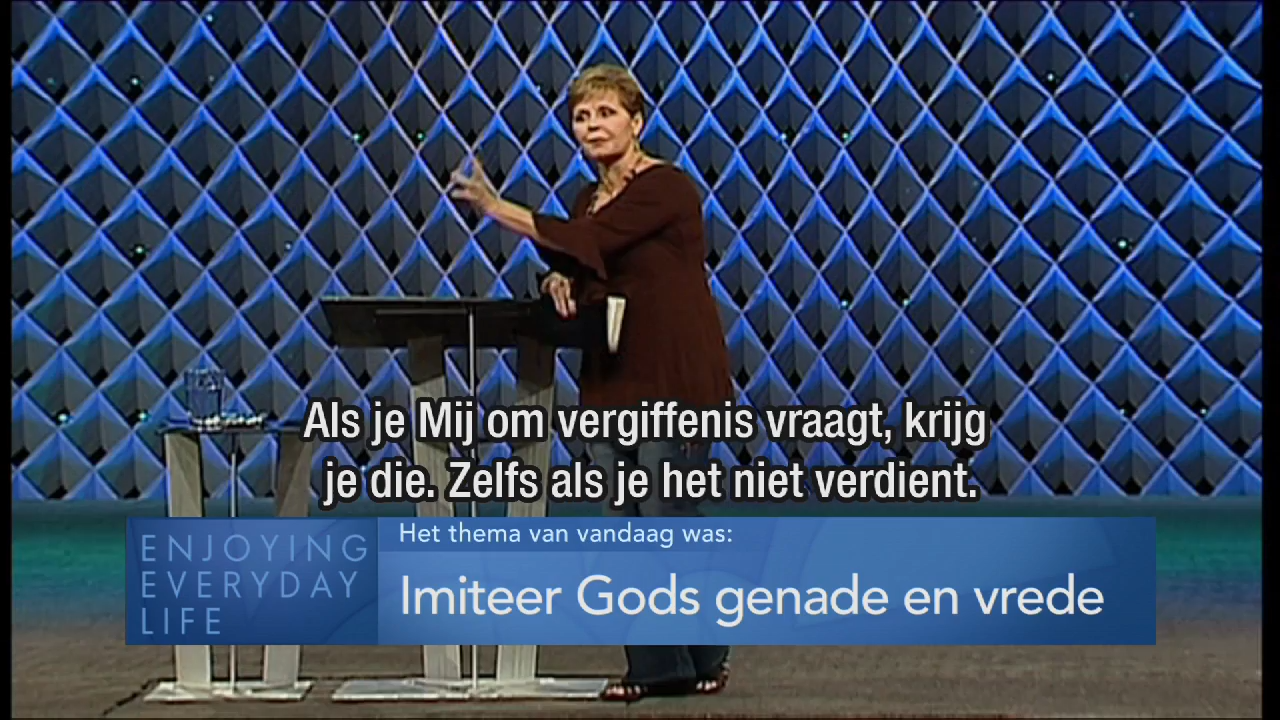 Als je Mij om vergiffenis vraagt, krijg
je die. Zelfs als je het niet verdient.
Het thema van vandaag was:
ENJOYING
EVERYDAY
LIFE
Imiteer Gods genade en vrede